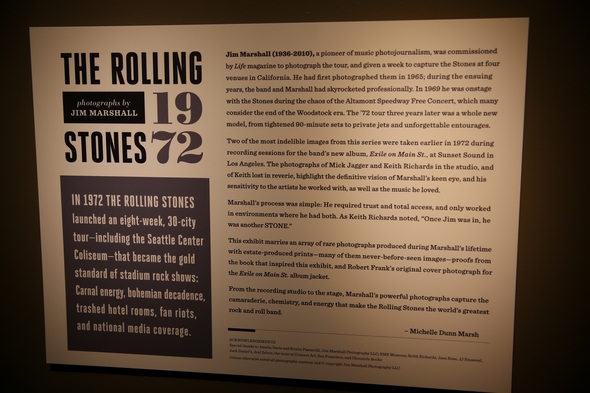 THE ROLLING
photographs by
JIM MARSHALL
19
STONES 72
IN 1972 THE ROLLING STONES
launched an eight-week, 30-city
tour—including the Seattle Center
Coliseum—that became the gold
standard of stadium rock shows:
Carnal energy, bohemian decadence,
trashed hotel rooms, fan riots,
and national media coverage.
Jim Marshall (1936-2010), a pioneer of music photojournalism, was commissioned
by Life magazine to photograph the tour, and given a week to capture the Stones at four
venues in California. He had first photographed them in 1965; during the ensuing
years, the band and Marshall had skyrocketed professionally. In 1969 he was onstage
with the Stones during the chaos of the Altamont Speedway Free Concert, which many
consider the end of the Woodstock era. The '72 tour three years later was a whole new
model, from tightened 90-minute sets to private jets and unforgettable entourages.
Two of the most indelible images from this series were taken earlier in 1972 during
recording sessions for the band's new album, Exile on Main St., at Sunset Sound in
Los Angeles. The photographs of Mick Jagger and Keith Richards in the studio, and
of Keith lost in reverie, highlight the definitive vision of Marshall's keen eye, and his
sensitivity to the artists he worked with, as well as the music he loved.
Marshall's process was simple: He required trust and total access, and only worked
in environments where he had both. As Keith Richards noted, "Once Jim was in, he
was another STONE."
This exhibit marries an array of rare photographs produced during Marshall's lifetime
with estate-produced prints—many of them never-before-seen images—proofs from
the book that inspired this exhibit, and Robert Frank's original cover photograph for
the Exile on Main St. album jacket.
From the recording studio to the stage, Marshall's powerful photographs capture the
camaraderie, chemistry, and energy that make the Rolling Stones the world's greatest
rock and roll band.
– Michelle Dunn Marsh
ACKNOWLEDGEMENTS